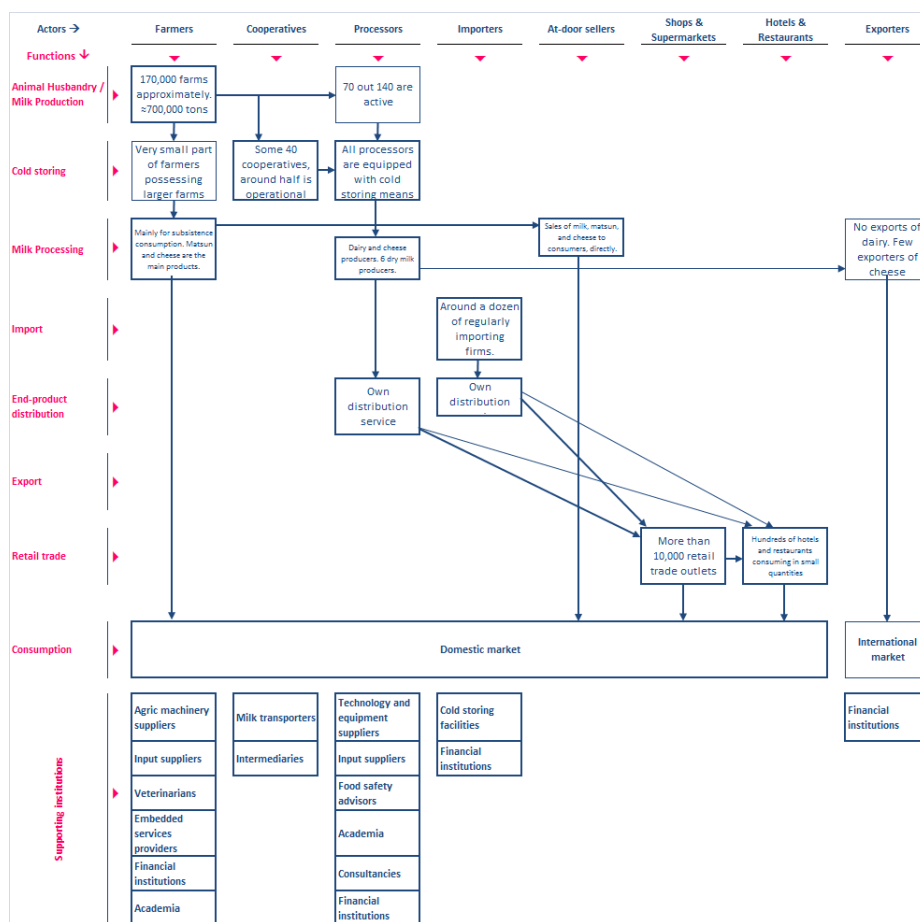 Actors →
Farmers
Cooperatives
Processors
Importers
At-door sellers
Shops &
Supermarkets
Hotels &
Restaurants
Exporters
Functions ↓
Animal Husbandry /
Milk Production
170,000 farms
approximately.
≈700,000 tons
70 out 140 are
active
Cold storing
Very small part
of farmers
possessing
larger farms
Some 40
cooperatives,
around half is
operational
All processors
are equipped
with cold
storing means
Milk Processing
Mainly for subsistence
consumption. Matsun
and cheese are the
main products.
Dairy and cheese
producers. 6 dry milk
producers.
Sales of milk, matsun,
and cheese to
consumers, directly.
No exports of
dairy. Few
exporters of
cheese
Import
Around a dozen
of regularly
importing
firms.
End-product
distribution
Own
distribution
service
Own
distribution
Export
Retail trade
More than
10,000 retail
trade outlets
Hundreds of hotels
and restaurants
consuming in small
quantities
Consumption
Domestic market
International
market
Supporting institutions
Agric machinery
suppliers
Input suppliers
Veterinarians
Embedded
services
providers
Financial
institutions
Academia
Milk transporters
Intermediaries
Technology and
equipment
suppliers
Input suppliers
Food safety
advisors
Academia
Consultancies
Financial
institutions
Cold storing
facilities
Financial
institutions
Financial
institutions